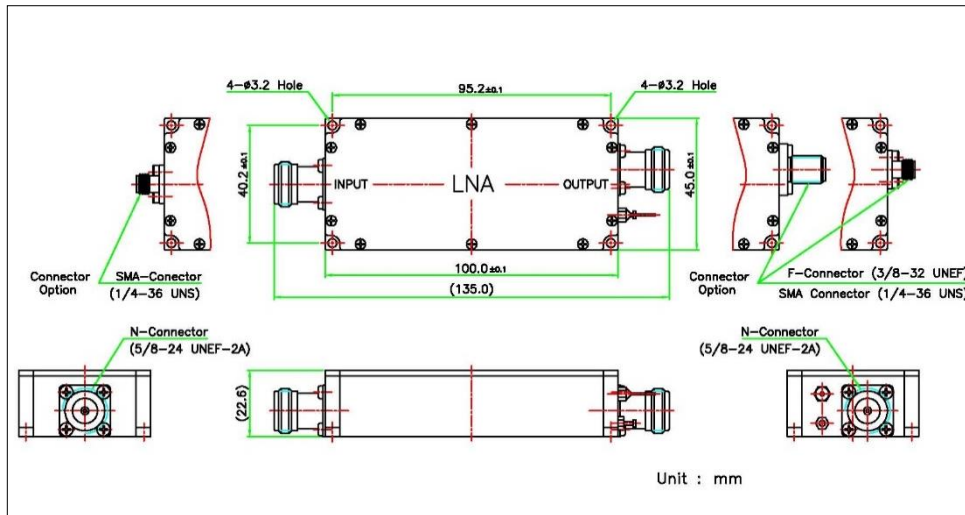 4-ø3.2 Hole
95.2±0.1
4-ø3.2 Hole
40.2±0.1
INPUT
LNA
OUTPUT
45.0±0.1
Connector
Option
SMA-Conector
(1/4-36 UNS)
100.0±0.1
(135.0)
Connector
Option
F-Connector (3/8-32 UNEF)
SMA Connector (1/4-36 UNS)
N-Connector
(5/8-24 UNEF-2A)
(22.6)
N-Connector
(5/8-24 UNEF-2A)
Unit : mm